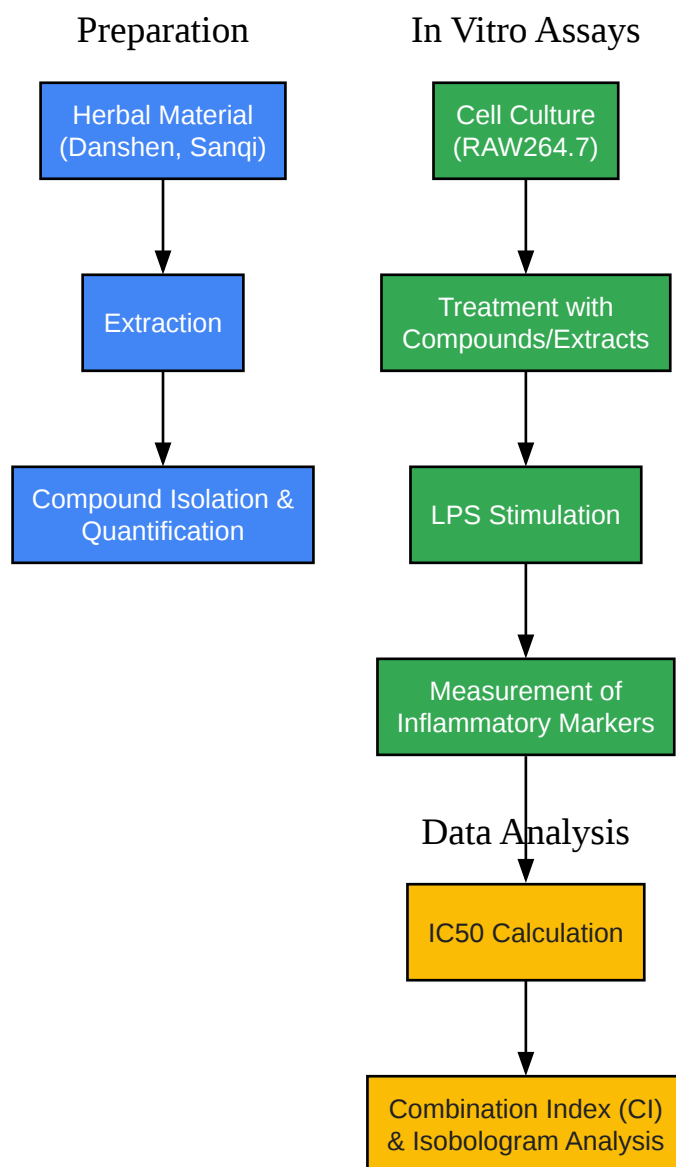 Preparation
Herbal Material
(Danshen, Sanqi)
Extraction
Compound Isolation &
Quantification
In Vitro Assays
Cell Culture
(RAW264.7)
Treatment with
Compounds/Extracts
LPS Stimulation
Measurement of
Inflammatory Markers
Data Analysis
IC50 Calculation
Combination Index (CI)
& Isobologram Analysis